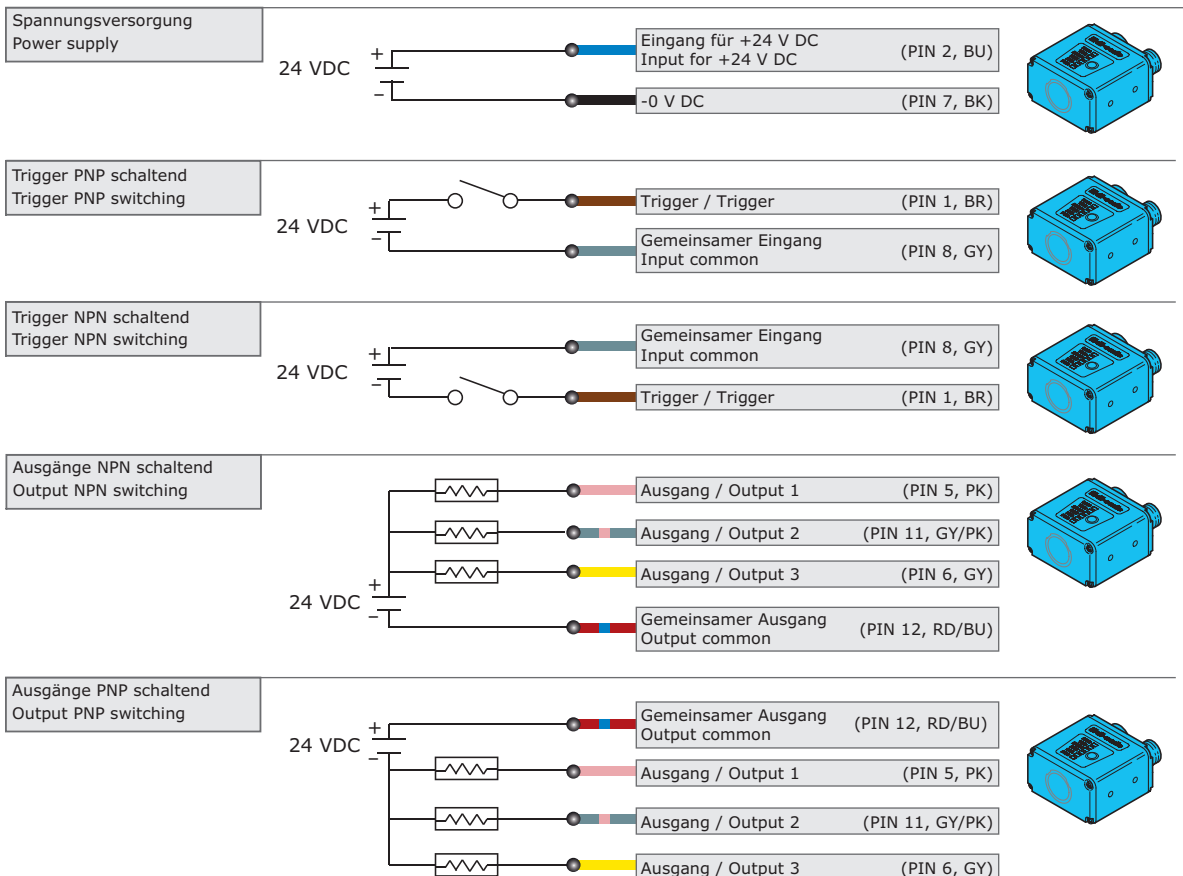 Spannungsversorgung
Power supply
24 VDC
+
–
Eingang für +24 V DC
Input for +24 V DC
(PIN 2, BU)
-0 V DC
(PIN 7, BK)
Trigger PNP schaltend
Trigger PNP switching
24 VDC
+
–
Trigger / Trigger
(PIN 1, BR)
Gemeinsamer Eingang
Input common
(PIN 8, GY)
Trigger NPN schaltend
Trigger NPN switching
24 VDC
+
–
Gemeinsamer Eingang
Input common
(PIN 8, GY)
Trigger / Trigger
(PIN 1, BR)
Ausgänge NPN schaltend
Output NPN switching
Ausgang / Output 1
(PIN 5, PK)
Ausgang / Output 2
(PIN 11, GY/PK)
Ausgang / Output 3
(PIN 6, GY)
24 VDC
+
–
Gemeinsamer Ausgang
Output common
(PIN 12, RD/BU)
Ausgänge PNP schaltend
Output PNP switching
24 VDC
+
–
Gemeinsamer Ausgang
Output common
(PIN 12, RD/BU)
Ausgang / Output 1
(PIN 5, PK)
Ausgang / Output 2
(PIN 11, GY/PK)
Ausgang / Output 3
(PIN 6, GY)